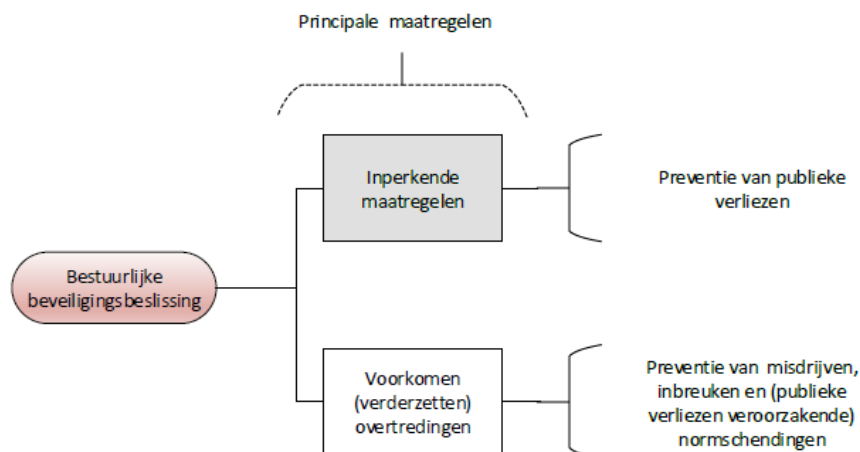 Principale maatregelen
Inperkende
maatregelen
Preventie van publieke
verliezen
Bestuurlijke
beveiligingsbeslissing
Voorkomen
(verderzetten)
overtredingen
Preventie van misdrijven,
inbreuken en (publieke
verliezen veroorzakende)
normschendingen